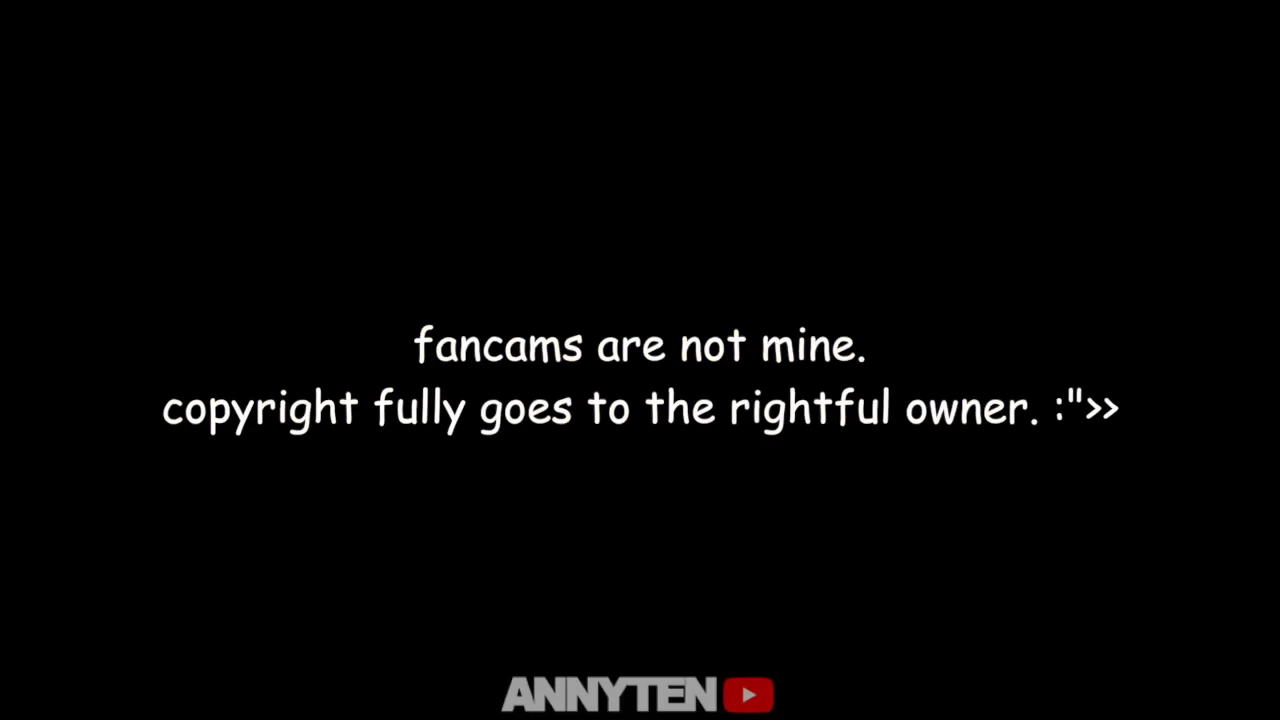 fancams are not mine.
copyright fully goes to the rightful owner. :">>
ANNYTEN